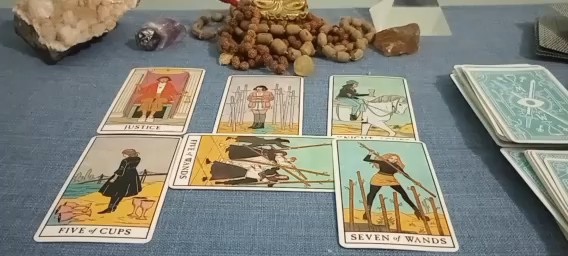 JUSTICE
FIVE of CUPS
FIVE of WANDS
SEVEN of WANDS